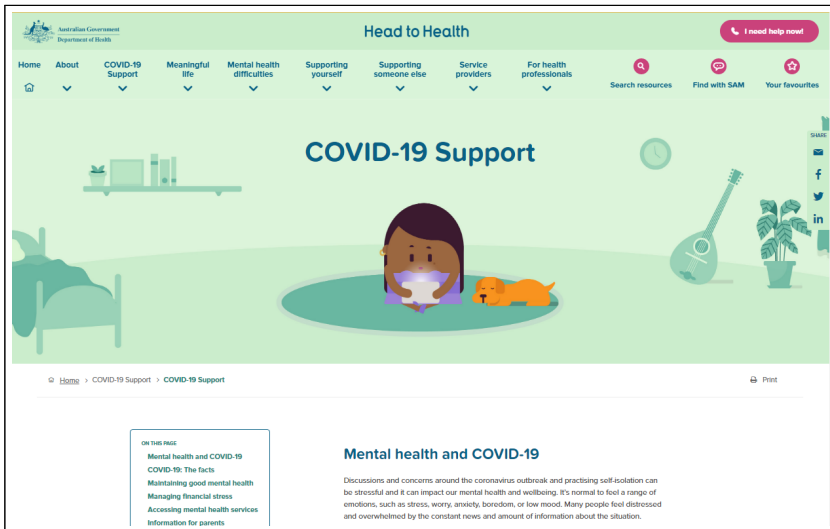 Australian Government
Department of Health
Head to Health
I need help now!
Home
About
COVID-19
Support
Meaningful
life
Mental health
difficulties
Supporting
yourself
Supporting
someone else
Service
providers
For health
professionals
Search resources
Find with SAM
Your favourites
COVID-19 Support
SHARE
Home > COVID-19 Support > COVID-19 Support
Print
ON THIS PAGE
Mental health and COVID-19
COVID-19: The facts
Maintaining good mental health
Managing financial stress
Accessing mental health services
Information for parents
Mental health and COVID-19
Discussions and concerns around the coronavirus outbreak and practising self-isolation can
be stressful and it can impact our mental health and wellbeing. It's normal to feel a range of
emotions, such as stress, worry, anxiety, boredom, or low mood. Many people feel distressed
and overwhelmed by the constant news and amount of information about the situation.